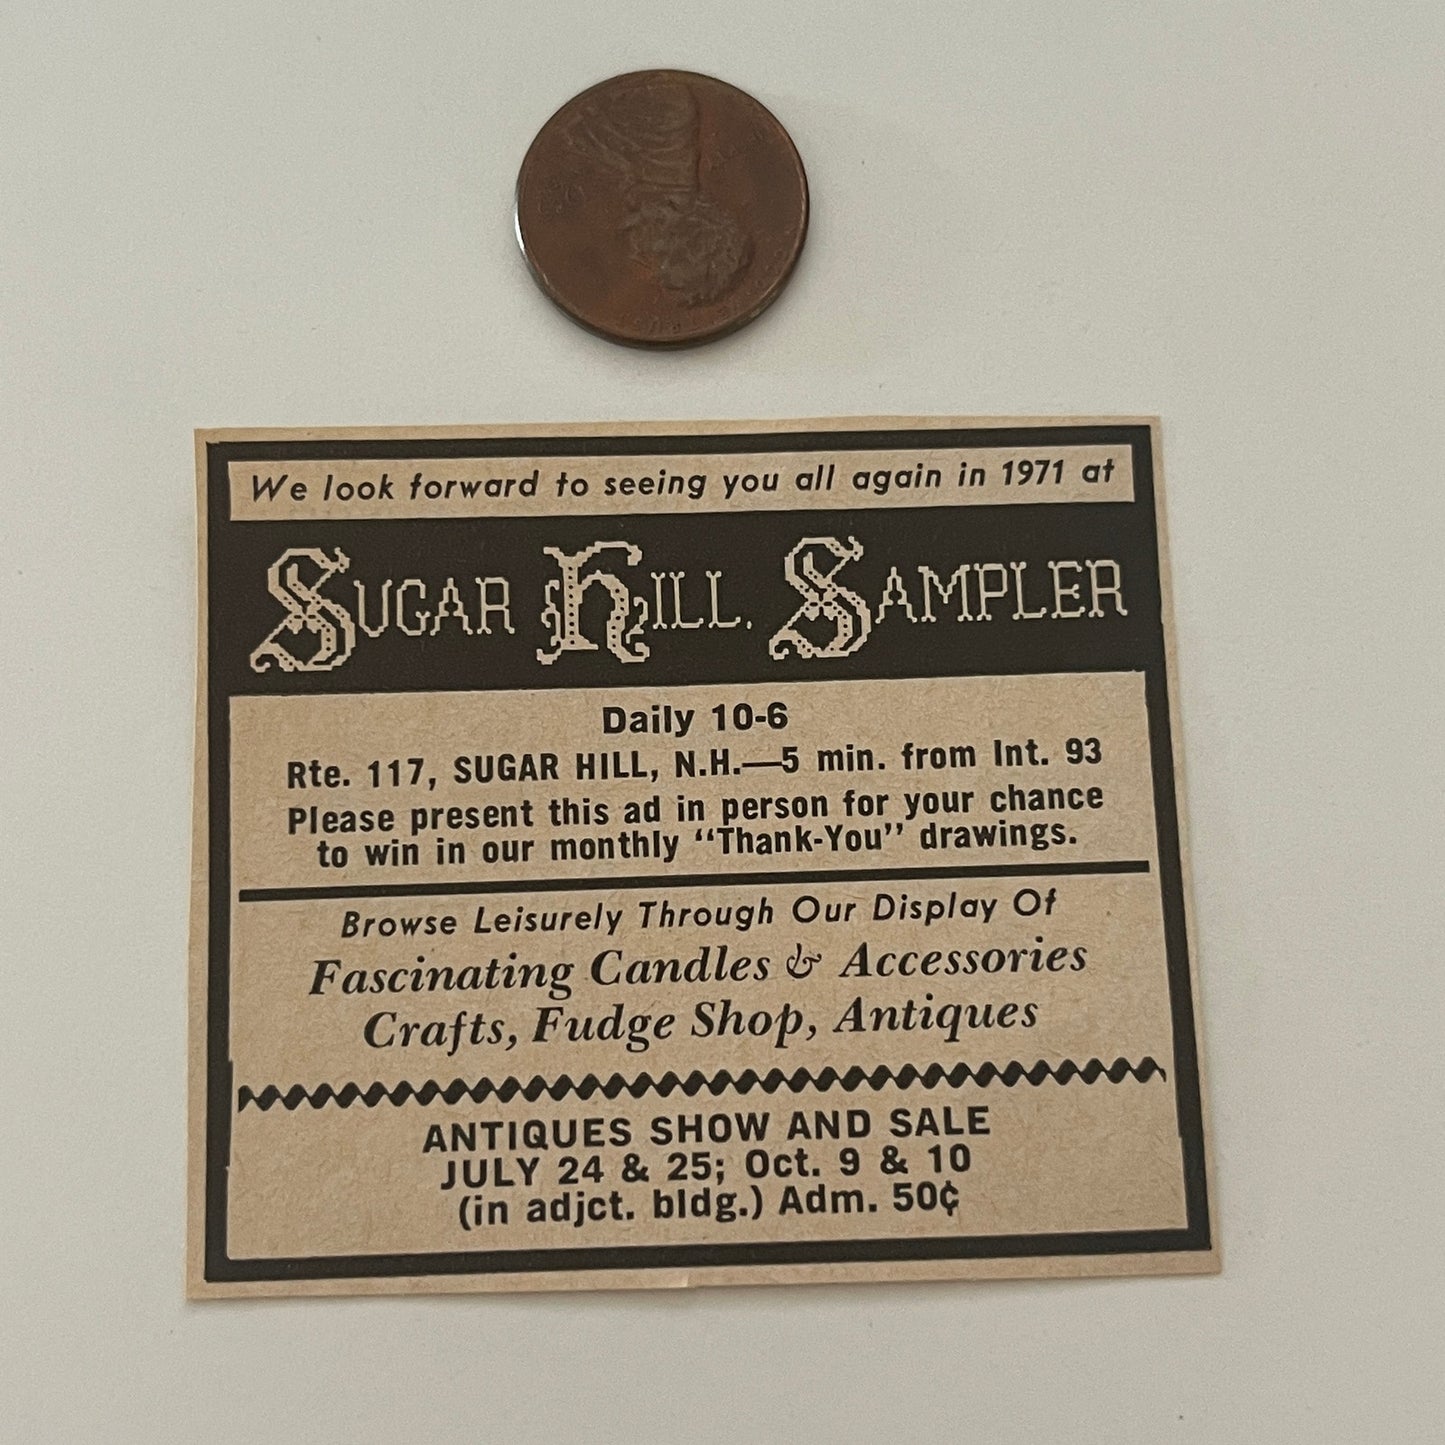 We look forward to seeing you all again in 1971 at
SUGAR HILL. SAMPLER
Daily 10-6
Rte. 117, SUGAR HILL, N.H.—5 min. from Int. 93
Please present this ad in person for your chance
to win in our monthly "Thank-You" drawings.
Browse Leisurely Through Our Display Of
Fascinating Candles & Accessories
Crafts, Fudge Shop, Antiques
ANTIQUES SHOW AND SALE
JULY 24 & 25; Oct. 9 & 10
(in adjct. bldg.) Adm. 50¢